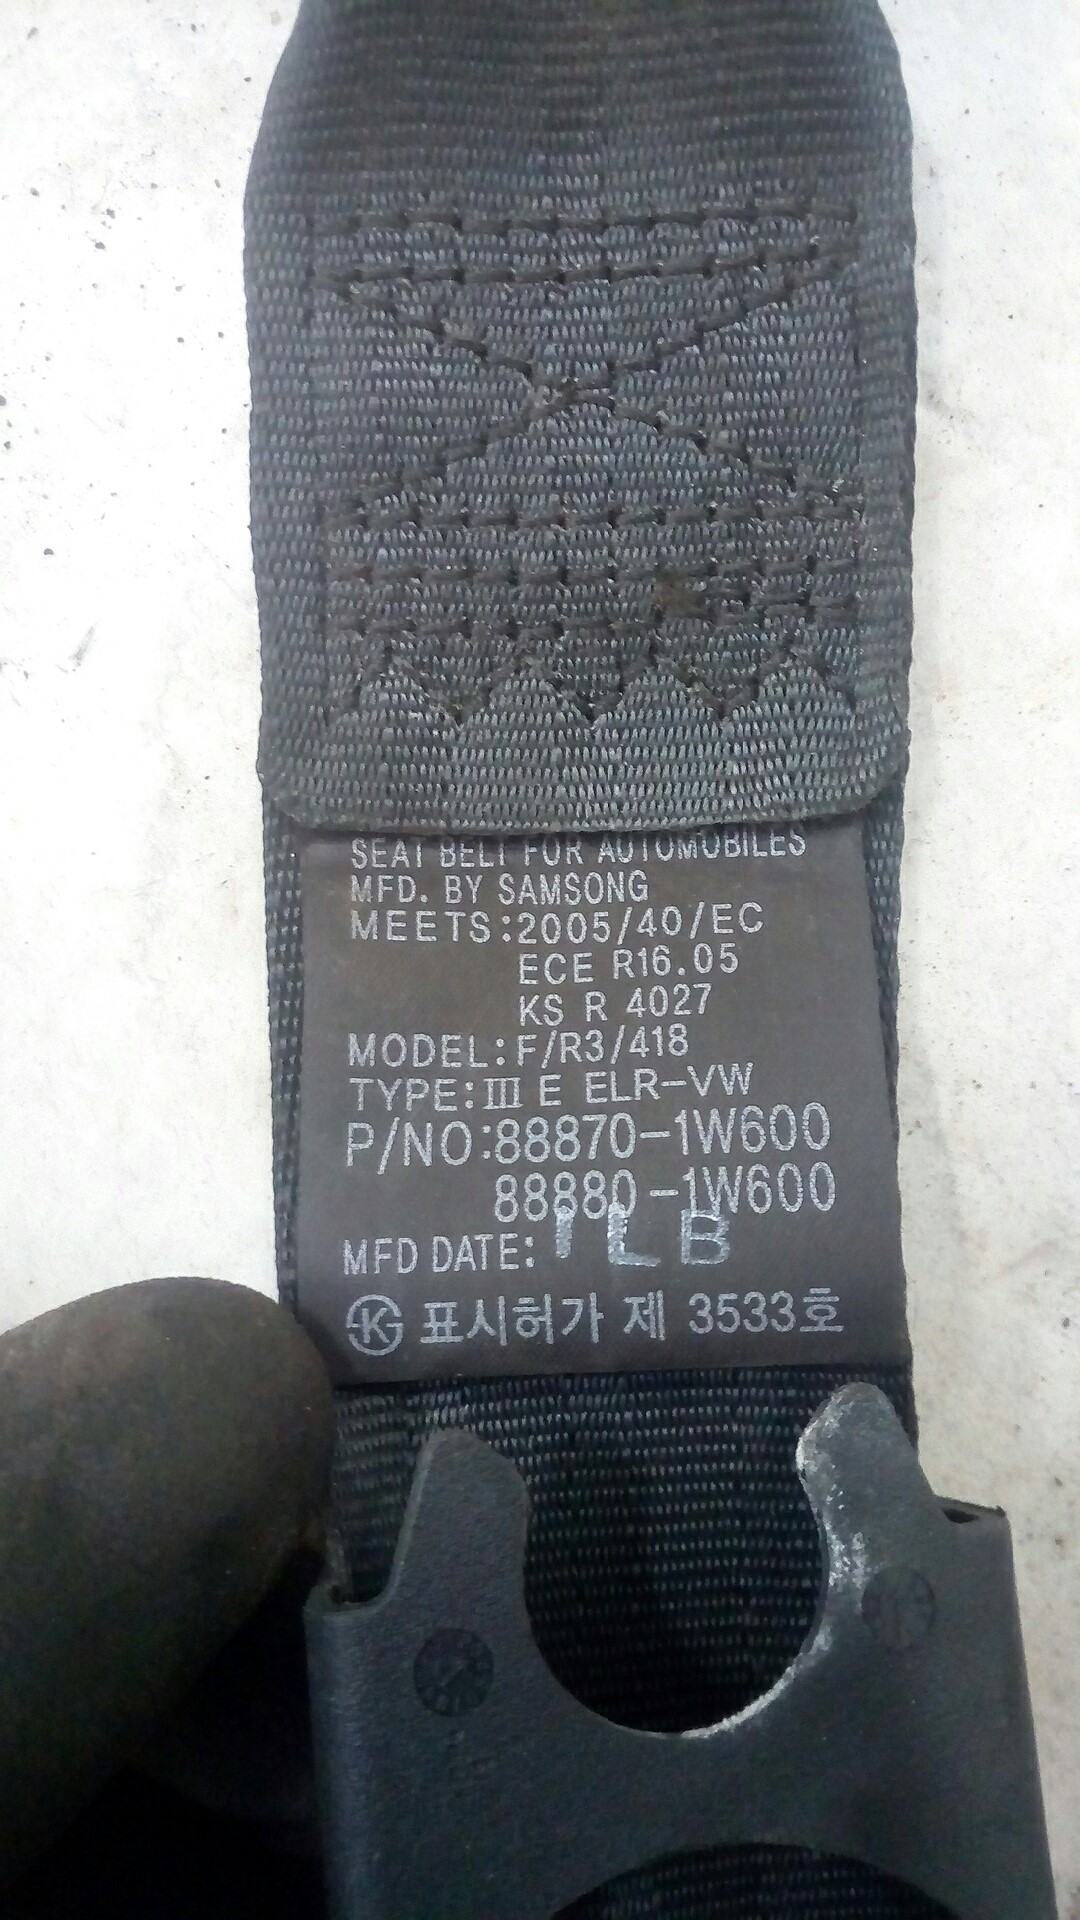 SEAT BELT FOR AUTOMOBILES
MFD. BY SAMSONG
MEETS:2005/40/EC
ECE R16.05
KS R 4027
MODEL:F/R3/418
TYPE:Ⅲ E ELR-VW
P/NO:88870-1W600
88880-1W600
MFD DATE: 1LB
K 표시허가 제 3533호